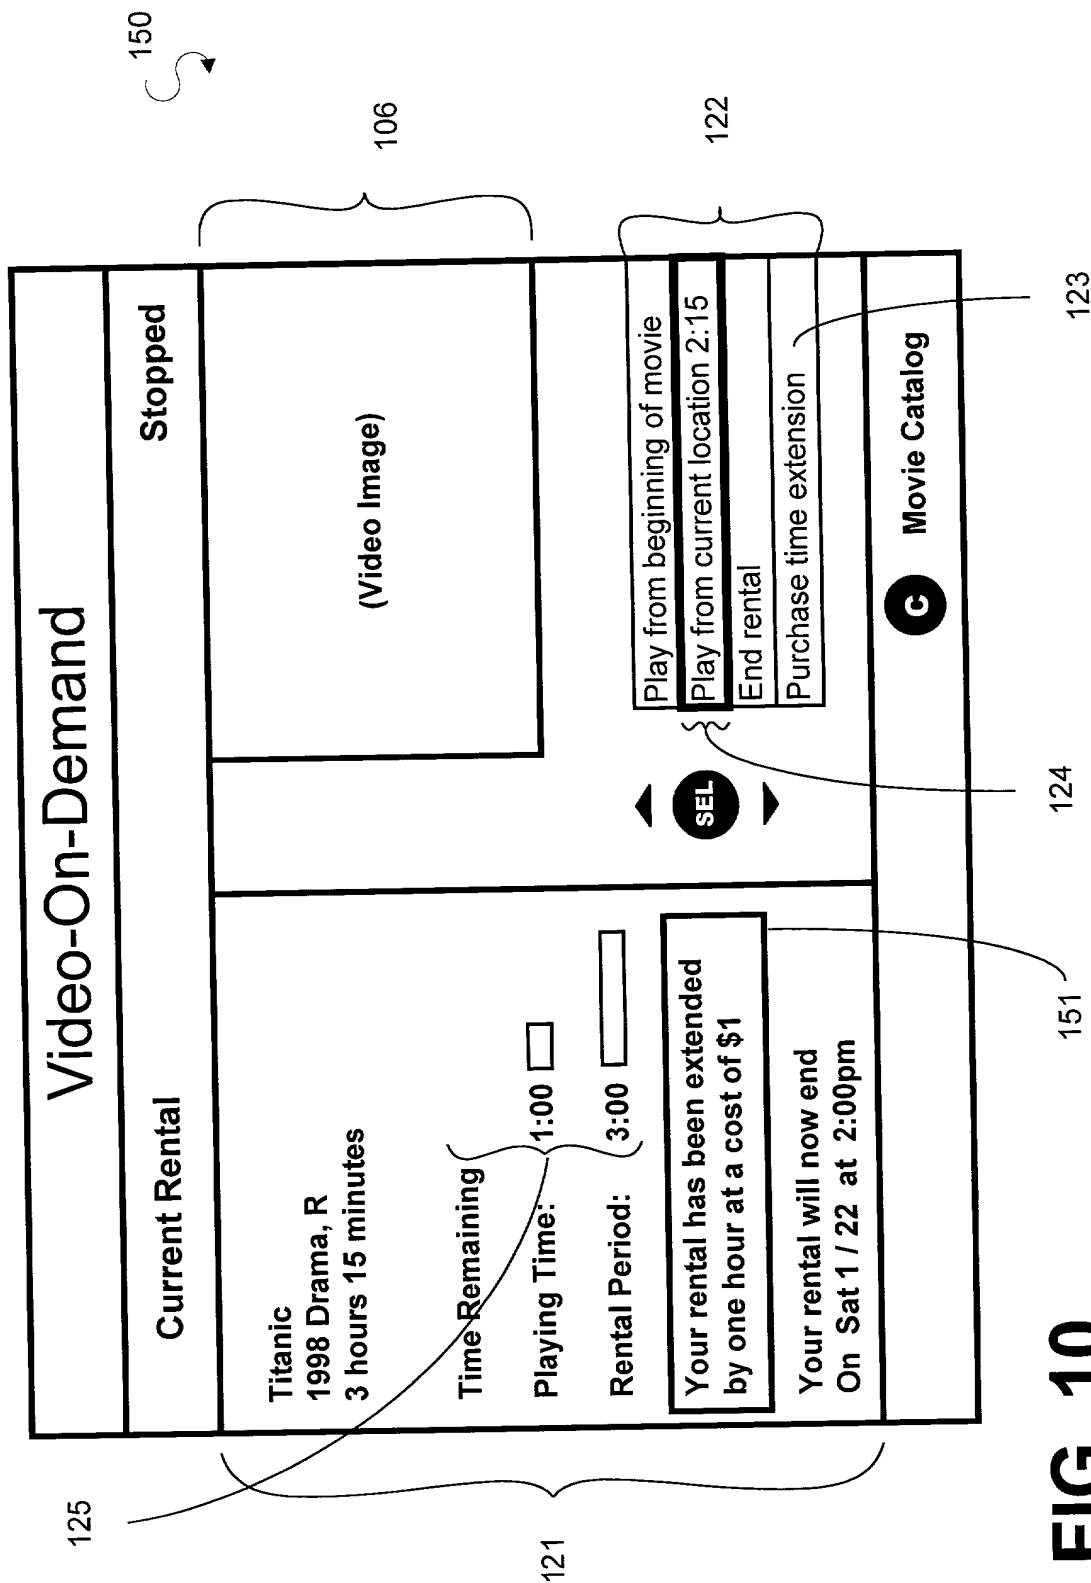 150
Video-On-Demand
Current Rental
Stopped
Titanic
1998 Drama, R
3 hours 15 minutes
(Video Image)
106
125
Time Remaining
Playing Time: 1:00
Rental Period: 3:00
121
Play from beginning of movie
Play from current location 2:15
End rental
Purchase time extension
122
SEL
Your rental has been extended
by one hour at a cost of $1
Your rental will now end
On Sat 1 / 22 at 2:00pm
C Movie Catalog
151
124
123
FIG 10